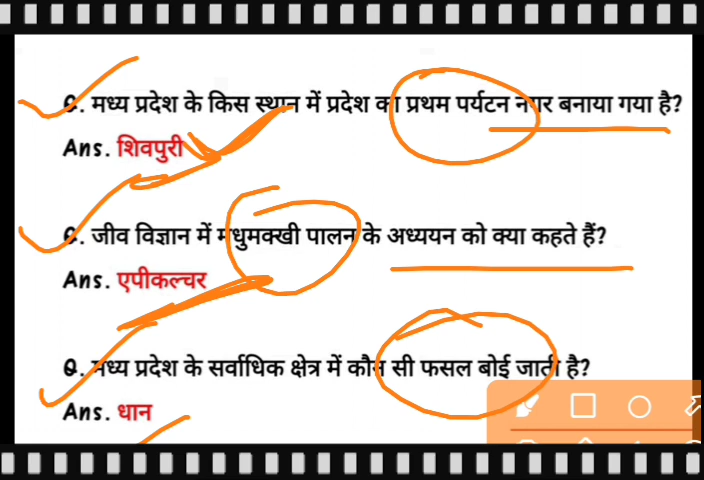 Q. मध्य प्रदेश के किस स्थान में प्रदेश का प्रथम पर्यटन नगर बनाया गया है?
Ans. शिवपुरी
Q. जीव विज्ञान में मधुमक्खी पालन के अध्ययन को क्या कहते हैं?
Ans. एपीकल्चर
Q. मध्य प्रदेश के सर्वाधिक क्षेत्र में कौन सी फसल बोई जाती है?
Ans. धान